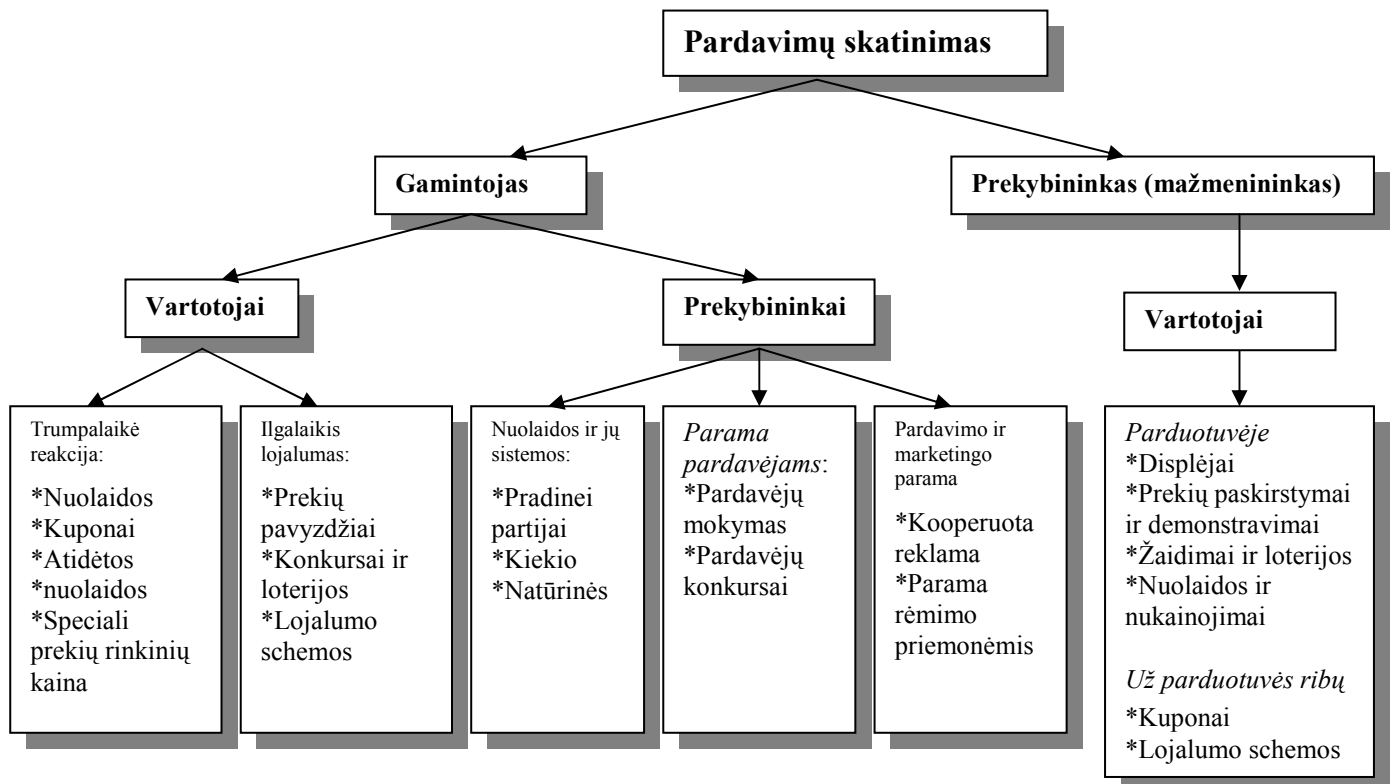 Pardavimų skatinimas
Gamintojas
Prekybininkas (mažmenininkas)
Vartotojai
Prekybininkai
Vartotojai
Trumpalaikė
reakcija:
*Nuolaidos
*Kuponai
*Atidėtos
*nuolaidos
*Speciali
prekių rinkinių
kaina
Ilgalaikis
lojalumas:
*Prekių
pavyzdžiai
*Konkursai ir
loterijos
*Lojalumo
schemos
Nuolaidos ir jų
sistemos:
*Pradinei
partijai
*Kiekio
*Natūrinės
Parama
pardavėjams:
*Pardavėjų
mokymas
*Pardavėjų
konkursai
Pardavimo ir
marketingo
parama
*Kooperuota
reklama
*Parama
rėmimo
priemonėmis
Parduotuvėje
*Displėjai
*Prekių paskirstymai
ir demonstravimai
*Žaidimai ir loterijos
*Nuolaidos ir
nukainojimai
Už parduotuvės ribų
*Kuponai
*Lojalumo schemos